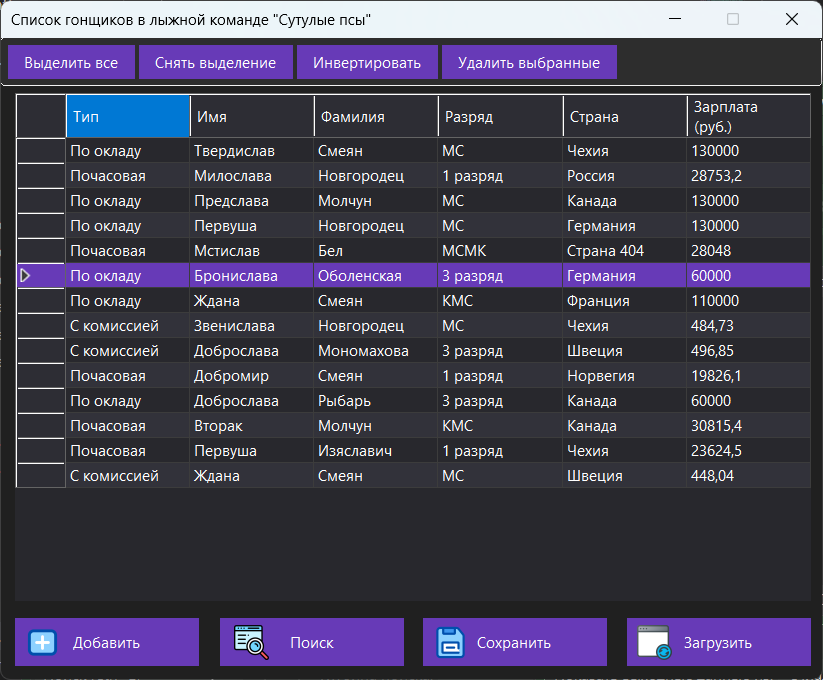 Список гонщиков в лыжной команде "Сутулые псы"
Выделить все Снять выделение Инвертировать Удалить выбранные
Тип Имя Фамилия Разряд Страна Зарплата (руб.)
По окладу Твердислав Смеян МС Чехия 130000
Почасовая Милослава Новгородец 1 разряд Россия 28753,2
По окладу Предслава Молчун МС Канада 130000
По окладу Первуша Новгородец МС Германия 130000
Почасовая Мстислав Бел МСМК Страна 404 28048
По окладу Бронислава Оболенская 3 разряд Германия 60000
По окладу Ждана Смеян КМС Франция 110000
С комиссией Звенислава Новгородец МС Чехия 484,73
С комиссией Доброслава Мономахова 3 разряд Швеция 496,85
Почасовая Добромир Смеян 1 разряд Норвегия 19826,1
По окладу Доброслава Рыбарь 3 разряд Канада 60000
Почасовая Вторак Молчун КМС Канада 30815,4
Почасовая Первуша Изяславич 1 разряд Чехия 23624,5
С комиссией Ждана Смеян МС Швеция 448,04
Добавить Поиск Сохранить Загрузить